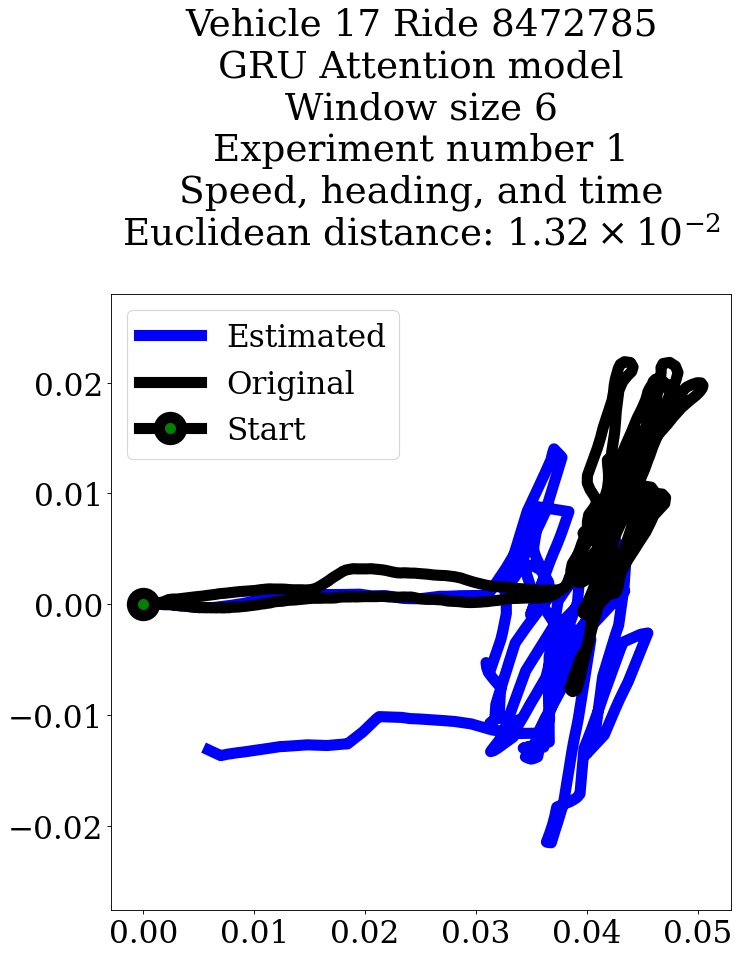 Vehicle 17 Ride 8472785
GRU Attention model
Window size 6
Experiment number 1
Speed, heading, and time
Euclidean distance: 1.32 × 10⁻²
Estimated
Original
Start
0.02
0.01
0.00
−0.01
−0.02
0.00 0.01 0.02 0.03 0.04 0.05